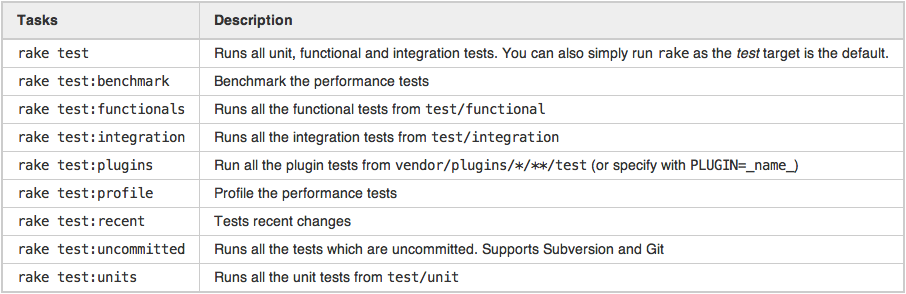 Tasks Description
rake test Runs all unit, functional and integration tests. You can also simply run rake as the test target is the default.
rake test:benchmark Benchmark the performance tests
rake test:functionals Runs all the functional tests from test/functional
rake test:integration Runs all the integration tests from test/integration
rake test:plugins Run all the plugin tests from vendor/plugins/*/**/test (or specify with PLUGIN=_name_)
rake test:profile Profile the performance tests
rake test:recent Tests recent changes
rake test:uncommitted Runs all the tests which are uncommitted. Supports Subversion and Git
rake test:units Runs all the unit tests from test/unit